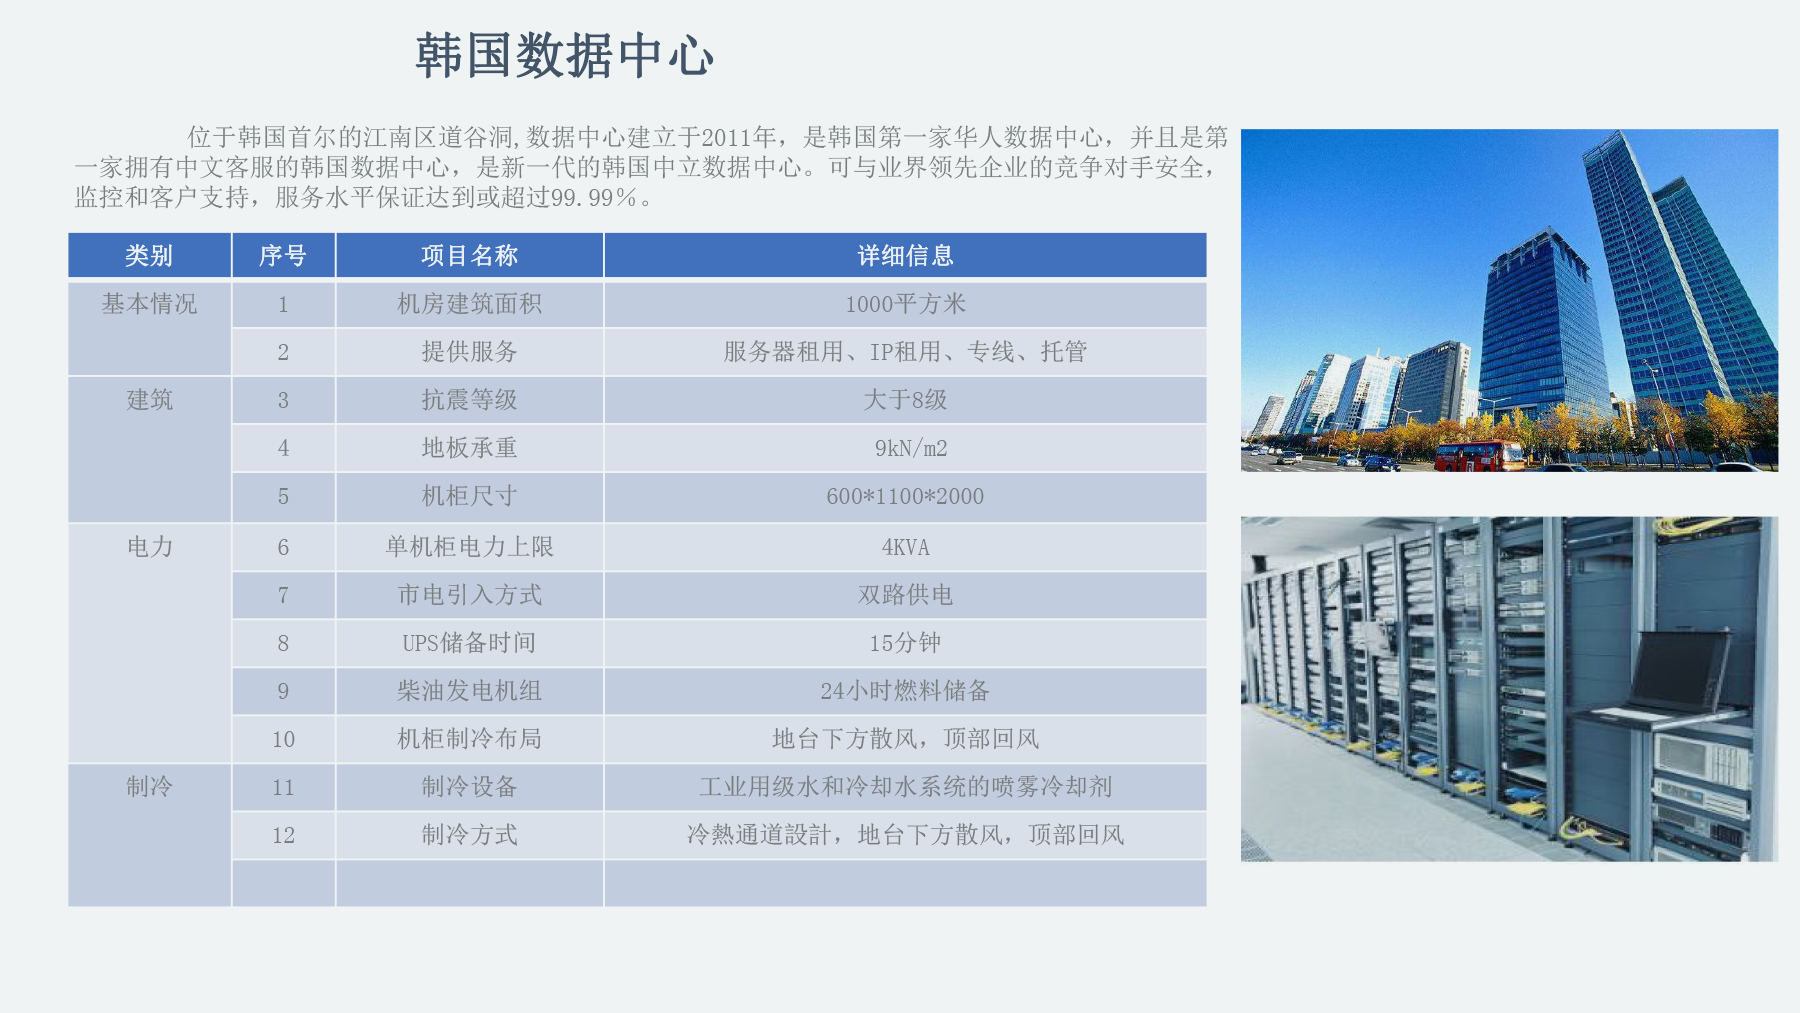 韩国数据中心
位于韩国首尔的江南区道谷洞,数据中心建立于2011年，是韩国第一家华人数据中心，并且是第
一家拥有中文客服的韩国数据中心，是新一代的韩国中立数据中心。可与业界领先企业的竞争对手安全，
监控和客户支持，服务水平保证达到或超过99.99%。
类别 序号 项目名称 详细信息
基本情况 1 机房建筑面积 1000平方米
2 提供服务 服务器租用、IP租用、专线、托管
建筑 3 抗震等级 大于8级
4 地板承重 9kN/m2
5 机柜尺寸 600*1100*2000
电力 6 单机柜电力上限 4KVA
7 市电引入方式 双路供电
8 UPS储备时间 15分钟
9 柴油发电机组 24小时燃料储备
10 机柜制冷布局 地台下方散风，顶部回风
制冷 11 制冷设备 工业用级水和冷却水系统的喷雾冷却剂
12 制冷方式 冷熱通道設計，地台下方散风，顶部回风